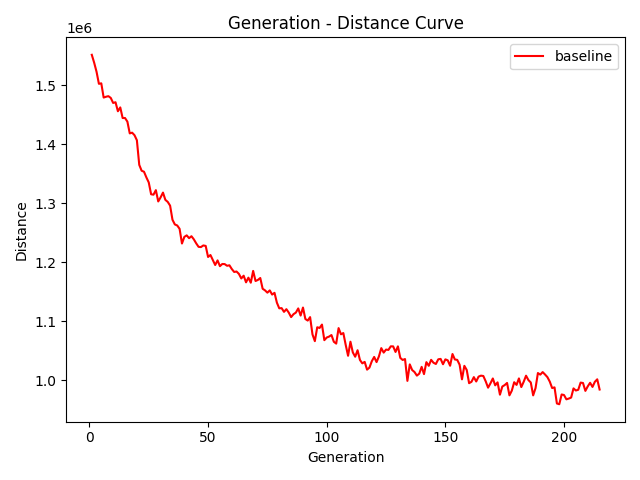 Generation - Distance Curve
1e6
baseline
1.5
1.4
1.3
1.2
1.1
1.0
Distance
0
50
100
150
200
Generation